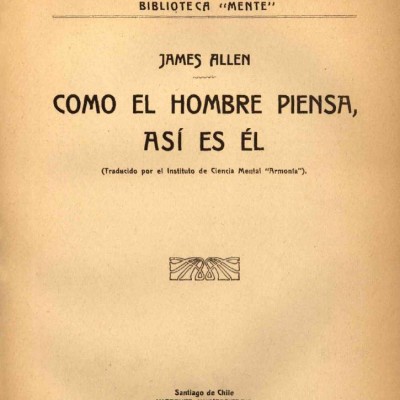 BIBLIOTECA "MENTE"
JAMES ALLEN
COMO EL HOMBRE PIENSA,
ASÍ ES ÉL
(Traducido por el Instituto de Ciencia Mental "Armonía").
Santiago de Chile